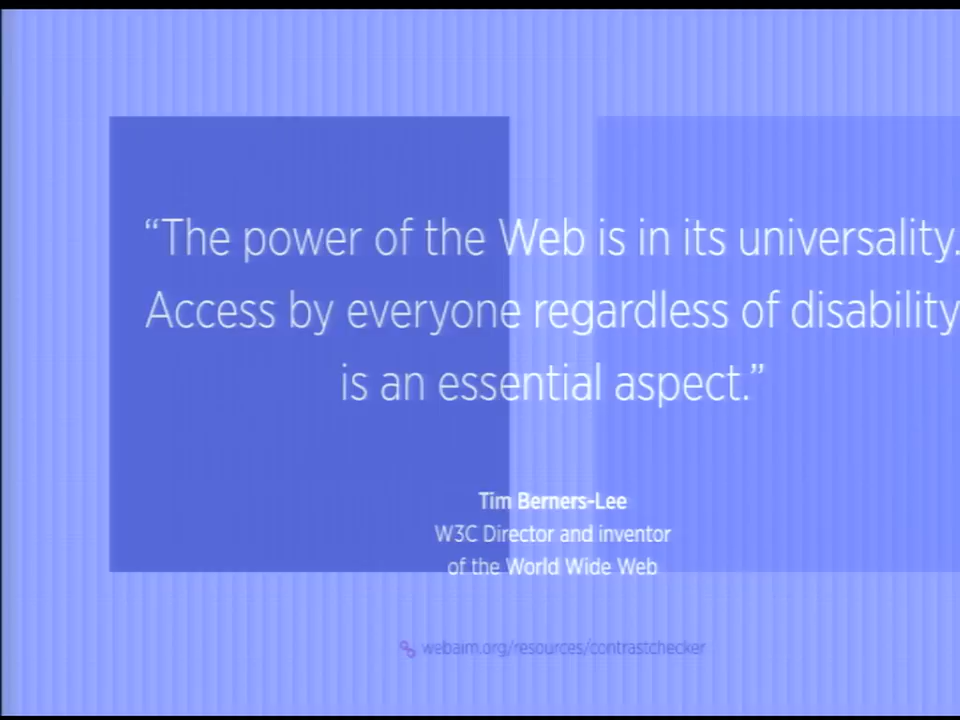 “The power of the Web is in its universality.
Access by everyone regardless of disability
is an essential aspect.”
Tim Berners-Lee
W3C Director and inventor
of the World Wide Web
webaim.org/resources/contrastchecker